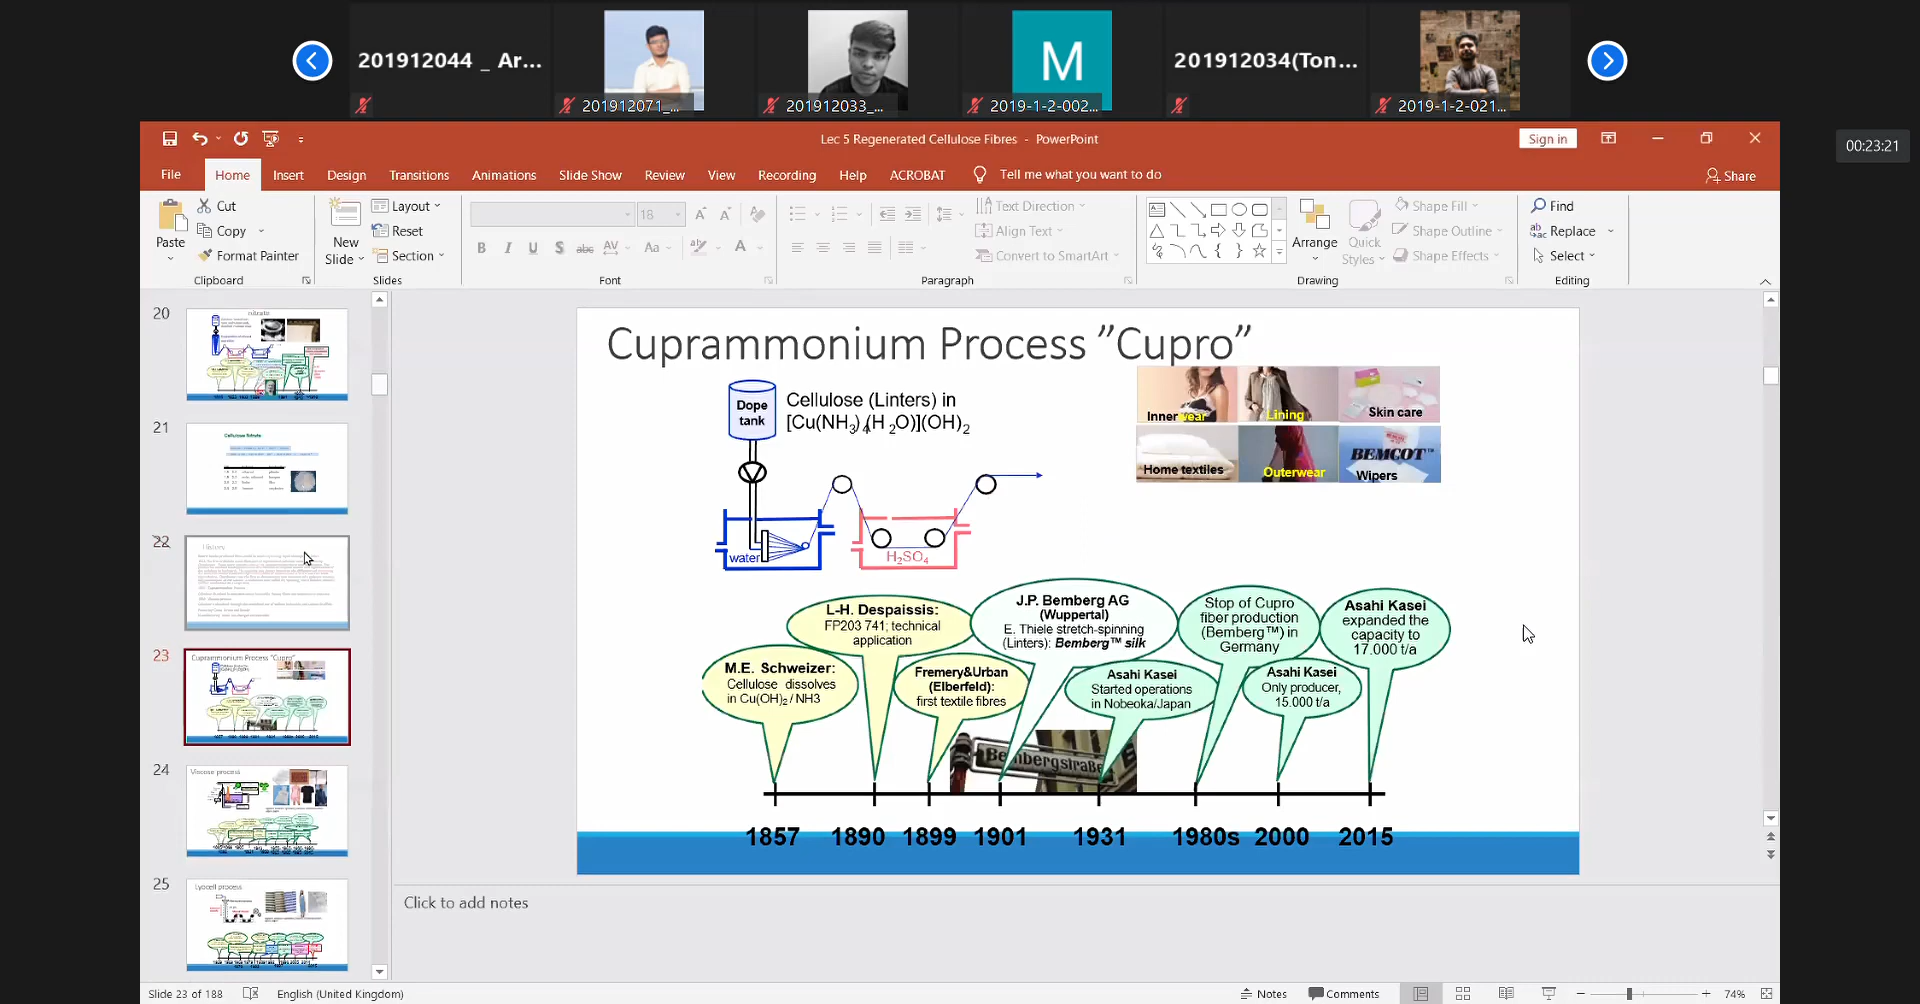 201912044 _ Ar...
201912071_...
201912033_...
M
2019-1-2-002...
201912034(Ton...
2019-1-2-021...
00:23:21
Lec 5 Regenerated Cellulose Fibres - PowerPoint
Sign in
File
Home
Insert
Design
Transitions
Animations
Slide Show
Review
View
Recording
Help
ACROBAT
Tell me what you want to do
Share
Paste
Cut
Copy
Format Painter
Clipboard
New
Slide
Layout
Reset
Section
Slides
16
Font
Text Direction
Align Text
Convert to SmartArt
Paragraph
Arrange
Quick
Styles
Shape Fill
Shape Outline
Shape Effects
Drawing
Find
Replace
Select
Editing
20
21
Cellulose Nitrate
22
History
23
Cuprammonium Process "Cupro"
24
Viscose process
25
Lyocell process
Cuprammonium Process ”Cupro”
Dope
tank
Cellulose (Linters) in
[Cu(NH3)4(H2O)](OH)2
water
H2SO4
Inner wear
Lining
Skin care
Home textiles
Outerwear
BEMCOT™
Wipers
M.E. Schweizer:
Cellulose dissolves
in Cu(OH)2 / NH3
L-H. Despaissis:
FP203 741; technical
application
Fremery&Urban
(Elberfeld):
first textile fibres
J.P. Bemberg AG
(Wuppertal)
E. Thiele stretch-spinning
(Linters): Bemberg™ silk
Asahi Kasei
Started operations
in Nobeoka/Japan
Stop of Cupro
fiber production
(Bemberg™) in
Germany
Asahi Kasei
Only producer,
15.000 t/a
Asahi Kasei
expanded the
capacity to
17.000 t/a
Bembergstraße
1857 1890 1899 1901 1931 1980s 2000 2015
Click to add notes
Slide 23 of 188
English (United Kingdom)
Notes
Comments
74%